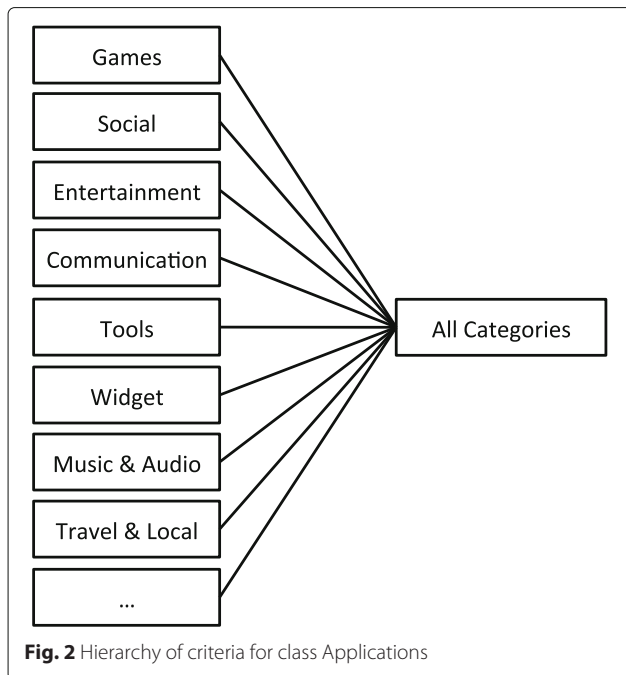 Games
Social
Entertainment
Communication
Tools
Widget
Music & Audio
Travel & Local
...
All Categories
Fig. 2 Hierarchy of criteria for class Applications